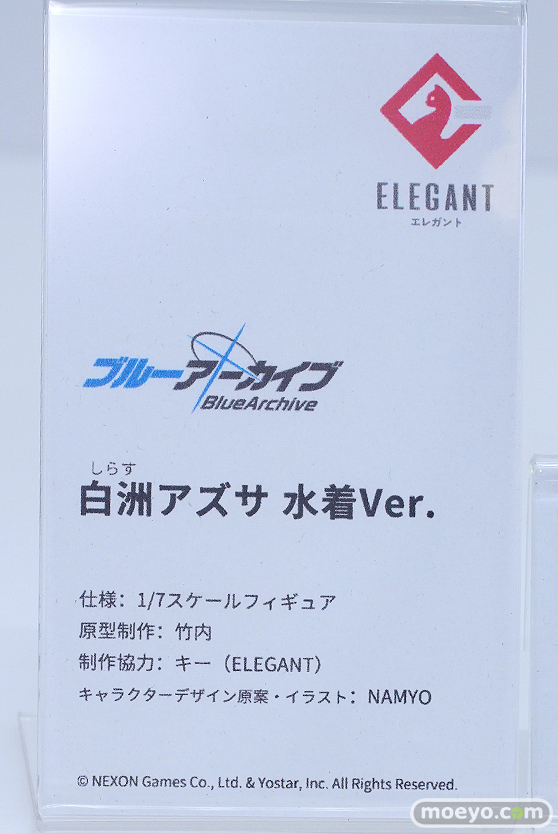 ELEGANT
エレガント
ブルーアーカイブ
BlueArchive
しらす
白洲アズサ 水着Ver.
仕様：1/7スケールフィギュア
原型制作：竹内
制作協力：キー（ELEGANT）
キャラクターデザイン原案・イラスト：NAMYO
© NEXON Games Co., Ltd. & Yostar, Inc. All Rights Reserved.
moeyo.com